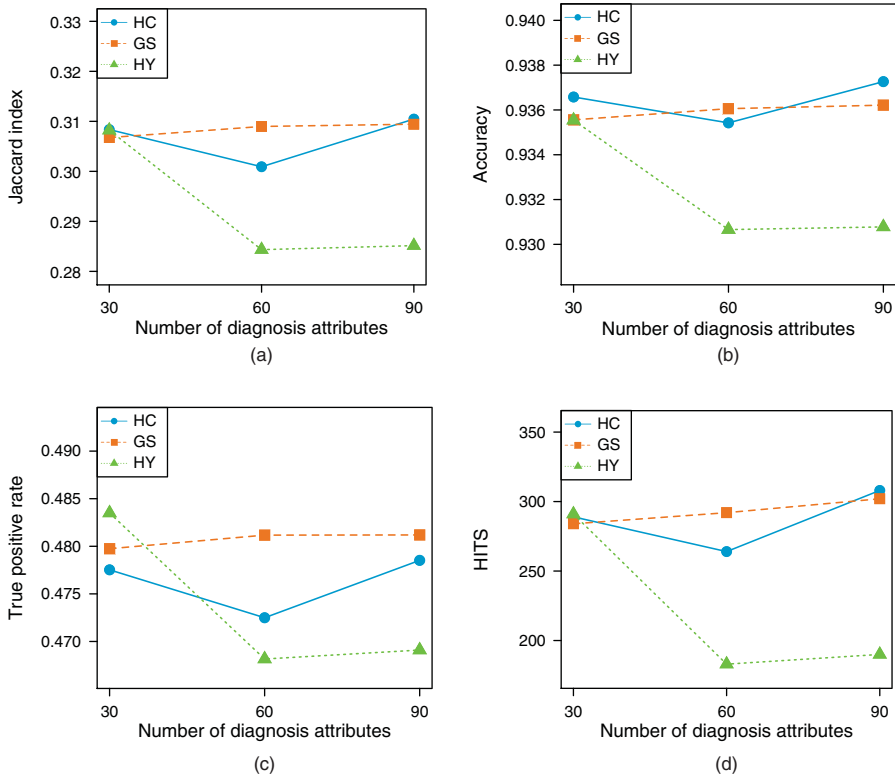 HC
GS
HY
0.33
0.32
0.31
0.30
0.29
0.28
Jaccard index
30
60
90
Number of diagnosis attributes
(a)
HC
GS
HY
0.940
0.938
0.936
0.934
0.932
0.930
Accuracy
30
60
90
Number of diagnosis attributes
(b)
HC
GS
HY
0.490
0.485
0.480
0.475
0.470
True positive rate
30
60
90
Number of diagnosis attributes
(c)
HC
GS
HY
350
300
250
200
HITS
30
60
90
Number of diagnosis attributes
(d)